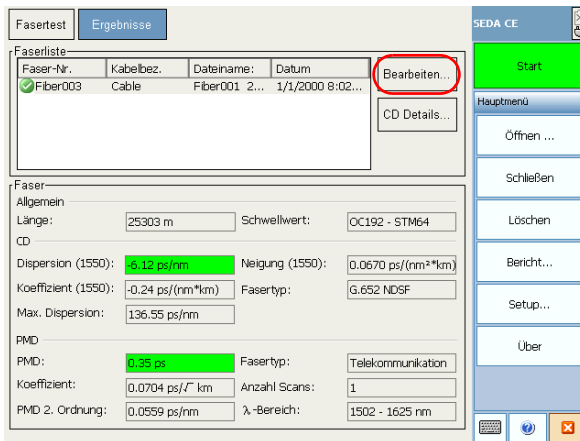 Fasertest Ergebnisse
Faserliste
Faser-Nr. Kabelbez. Dateiname: Datum
Fiber003 Cable Fiber001 2... 1/1/2000 8:02...
Bearbeiten...
CD Details...
Faser
Allgemein
Länge: 25303 m Schwellwert: OC192 - STM64
CD
Dispersion (1550): -6.12 ps/nm Neigung (1550): 0.0670 ps/(nm²*km)
Koeffizient (1550): -0.24 ps/(nm*km) Fasertyp: G.652 NDSF
Max. Dispersion: 136.55 ps/nm
PMD
PMD: 0.35 ps Fasertyp: Telekommunikation
Koeffizient: 0.0704 ps/√ km Anzahl Scans: 1
PMD 2. Ordnung: 0.0559 ps/nm λ-Bereich: 1502 - 1625 nm
SEDA CE
Start
Hauptmenü
Öffnen ...
Schließen
Löschen
Bericht...
Setup...
Über